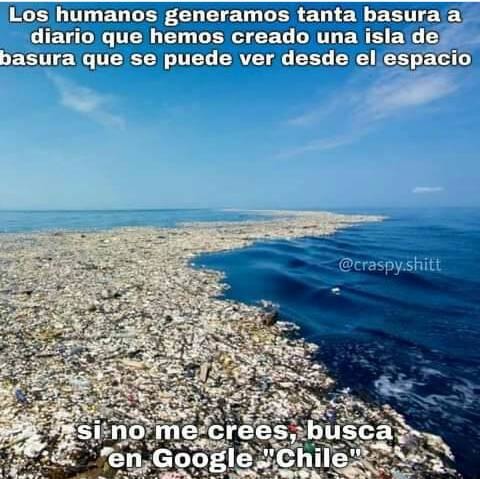 Los humanos generamos tanta basura a
diario que hemos creado una isla de
basura que se puede ver desde el espacio
@craspy.shitt
si no me crees, busca
en Google "Chile"